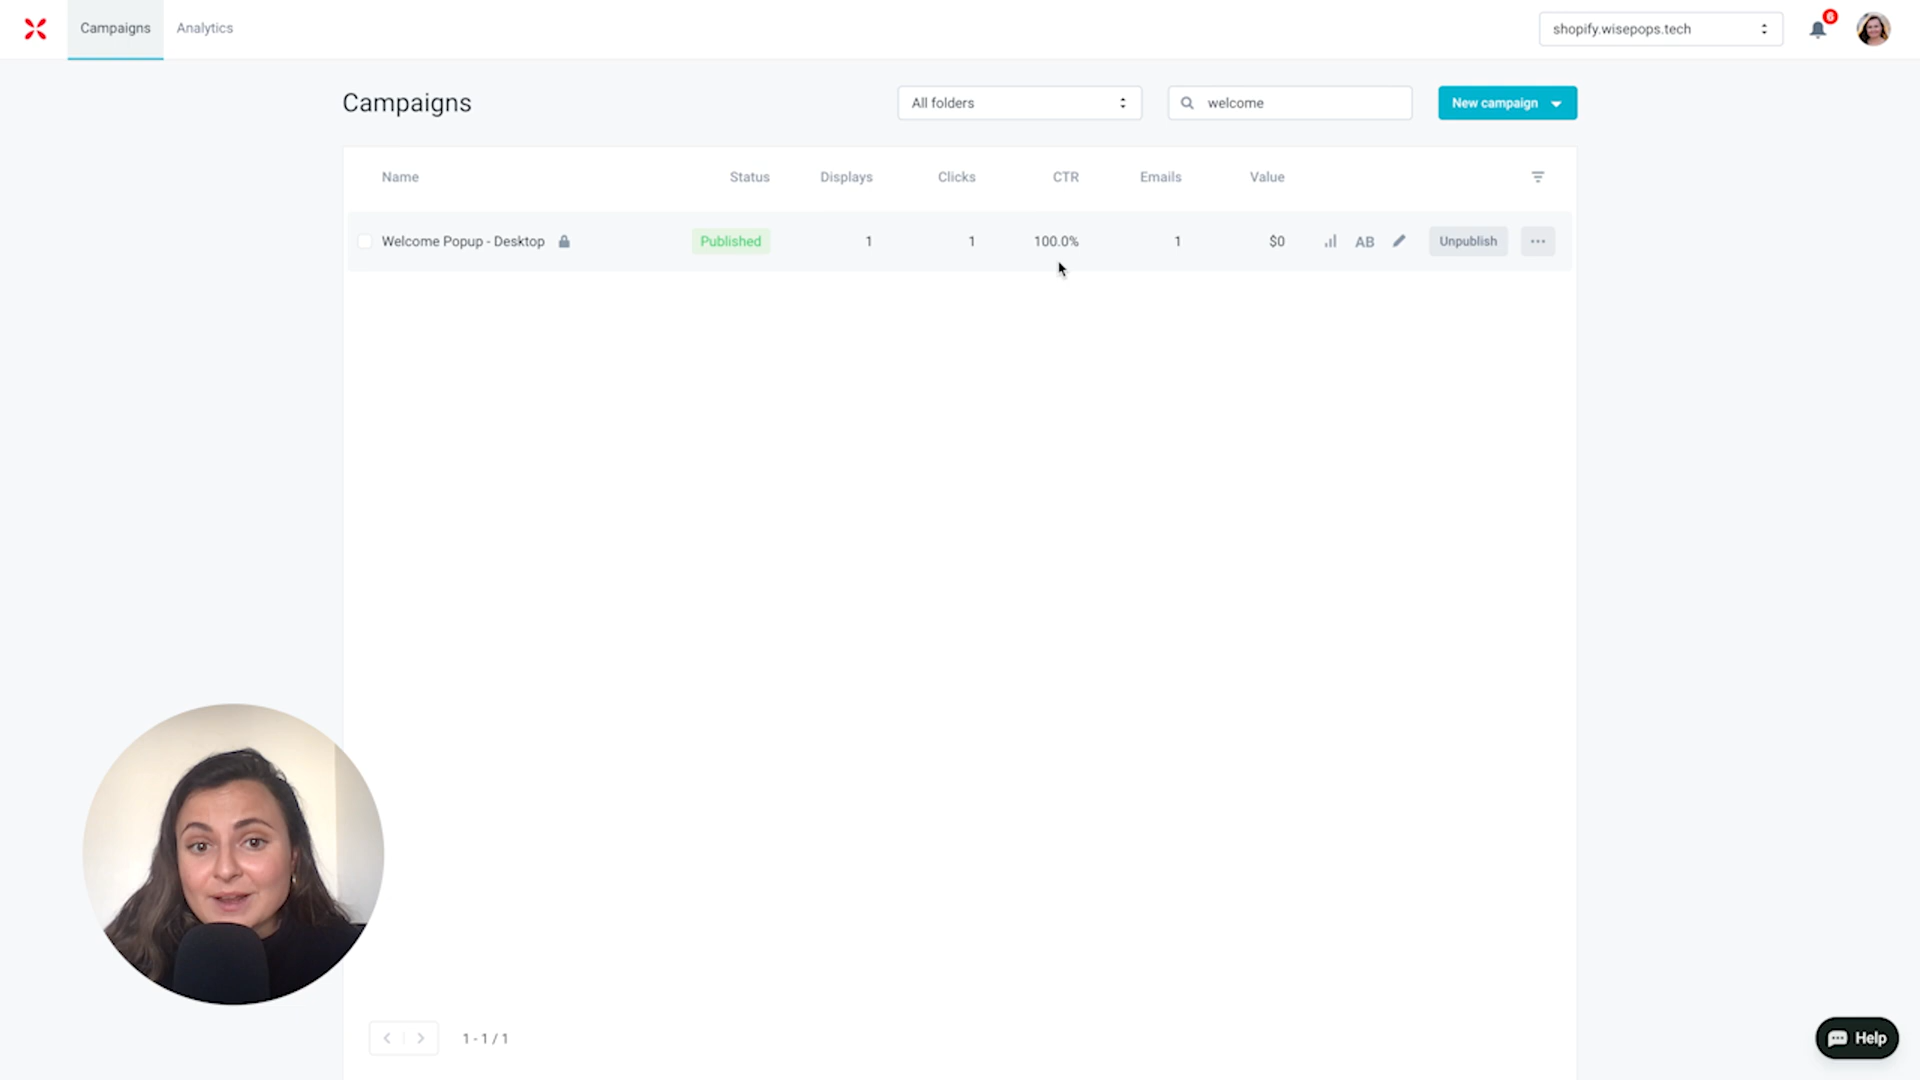 Campaigns
Analytics
shopify.wisepops.tech
6
Campaigns
All folders
welcome
New campaign
Name Status Displays Clicks CTR Emails Value
Welcome Popup - Desktop Published 1 1 100.0% 1 $0 AB Unpublish
1 - 1 / 1
Help